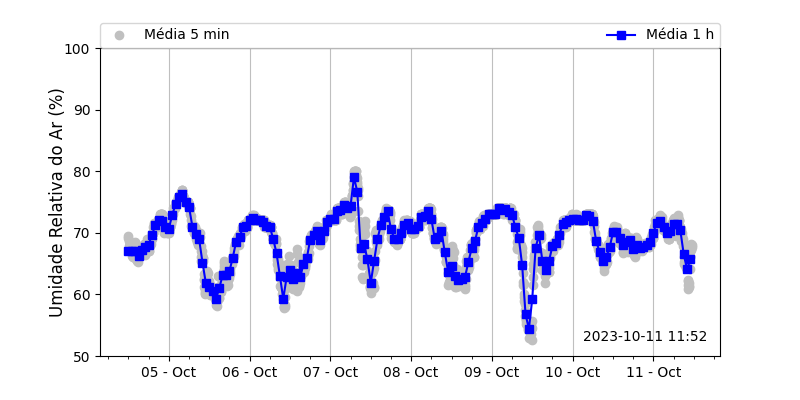 Média 5 min
Média 1 h
Umidade Relativa do Ar (%)
100
90
80
70
60
50
2023-10-11 11:52
05 - Oct
06 - Oct
07 - Oct
08 - Oct
09 - Oct
10 - Oct
11 - Oct